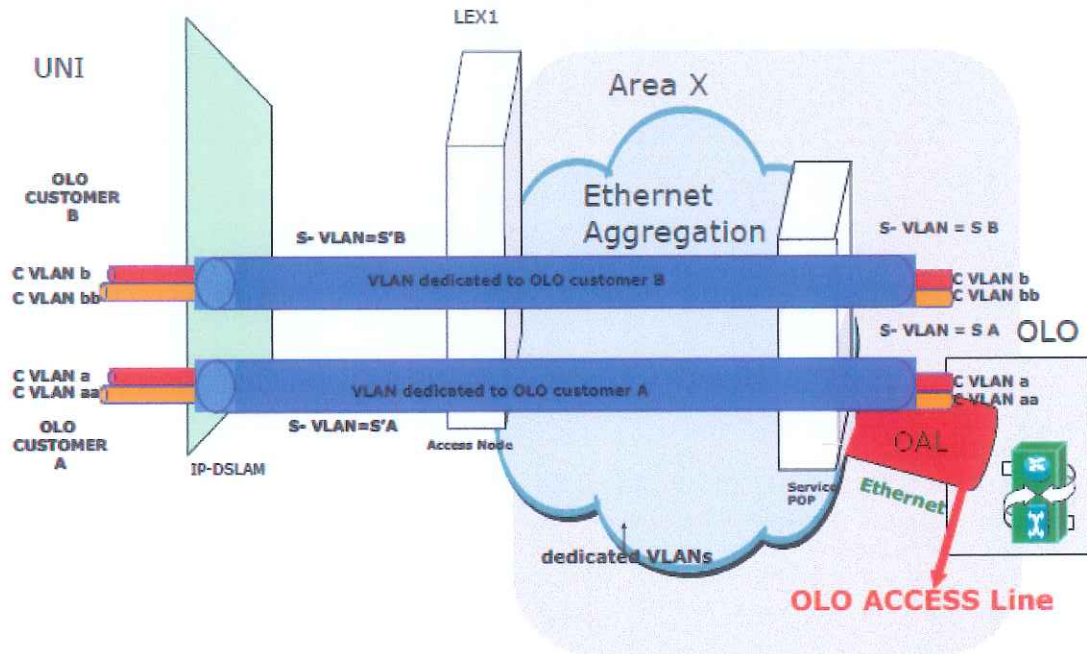 LEX1
UNI
Area X
OLO
CUSTOMER
B
Ethernet
Aggregation
S- VLAN=S'B
S- VLAN = S B
C VLAN b
C VLAN bb
VLAN dedicated to OLO customer B
C VLAN b
C VLAN bb
S- VLAN = S A
OLO
C VLAN a
C VLAN aa
VLAN dedicated to OLO customer A
C VLAN a
C VLAN aa
OLO
CUSTOMER
A
S- VLAN=S'A
Access Node
IP-DSLAM
OAL
Ethernet
Service
POP
dedicated VLANs
OLO ACCESS Line